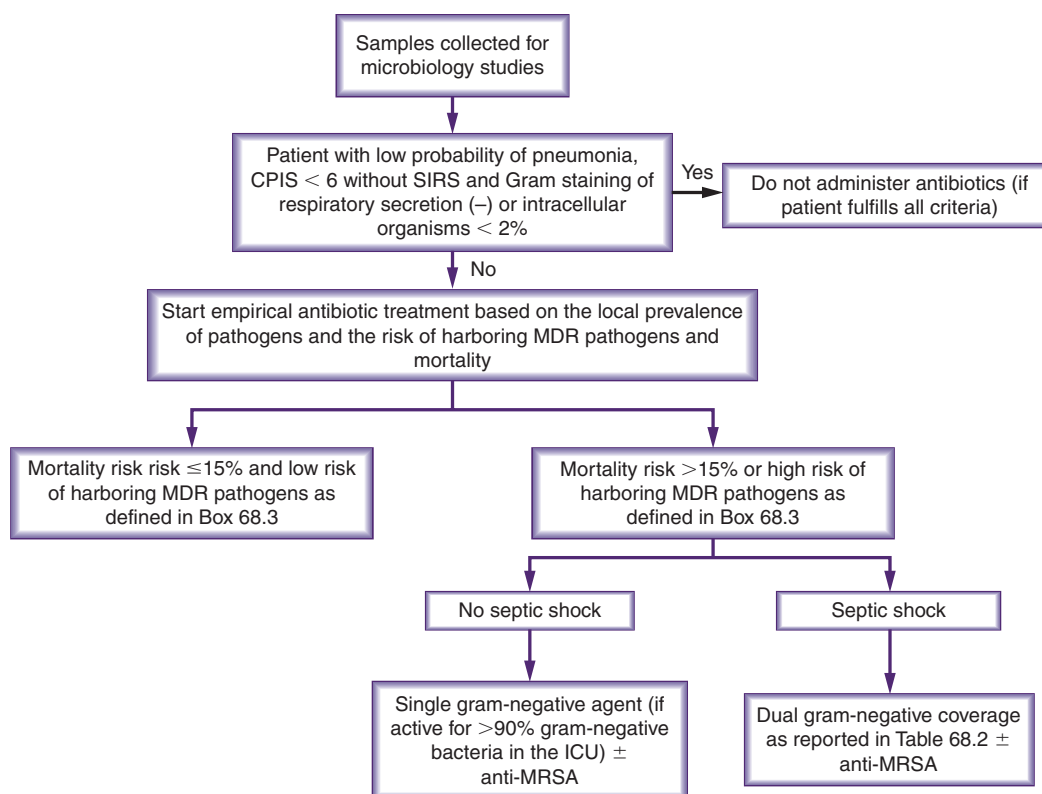 Samples collected for
microbiology studies
Patient with low probability of pneumonia,
CPIS < 6 without SIRS and Gram staining of
respiratory secretion (–) or intracellular
organisms < 2%
Yes
Do not administer antibiotics (if
patient fulfills all criteria)
No
Start empirical antibiotic treatment based on the local prevalence
of pathogens and the risk of harboring MDR pathogens and
mortality
Mortality risk risk ≤15% and low risk
of harboring MDR pathogens as
defined in Box 68.3
Mortality risk >15% or high risk of
harboring MDR pathogens as
defined in Box 68.3
No septic shock
Septic shock
Single gram-negative agent (if
active for >90% gram-negative
bacteria in the ICU) ±
anti-MRSA
Dual gram-negative coverage
as reported in Table 68.2 ±
anti-MRSA